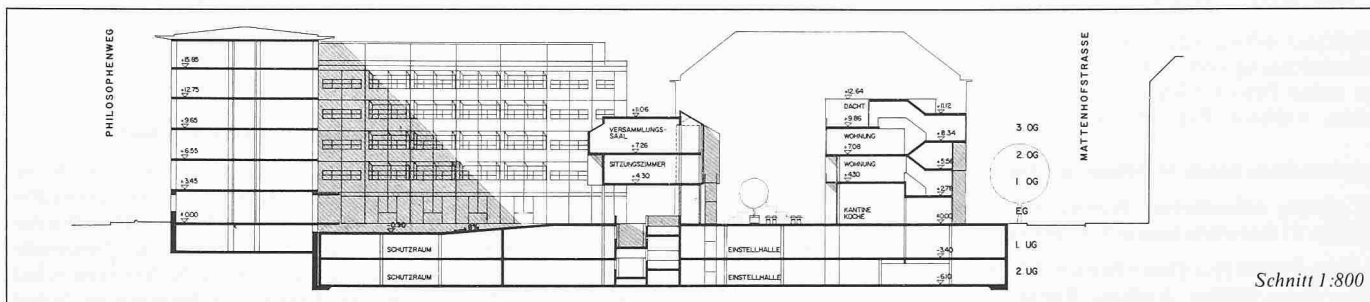 PHILOSOPHENWEG
+15.85
+12.75
+9.65
+6.55
+3.45
±0.00
SCHUTZRAUM
SCHUTZRAUM
+11.06
VERSAMMLUNGS-
SAAL
+7.26
SITZUNGSZIMMER
+4.30
EINSTELLHALLE
EINSTELLHALLE
+12.64
DACHT
+11.12
+9.86
WOHNUNG
+8.34
+7.08
WOHNUNG
+5.56
+4.30
+2.78
KANTINE
KÜCHE
±0.00
-3.40
-6.10
3. OG
2. OG
1. OG
EG
1. UG
2. UG
MATTENHOFSTRASSE
Schnitt 1:800